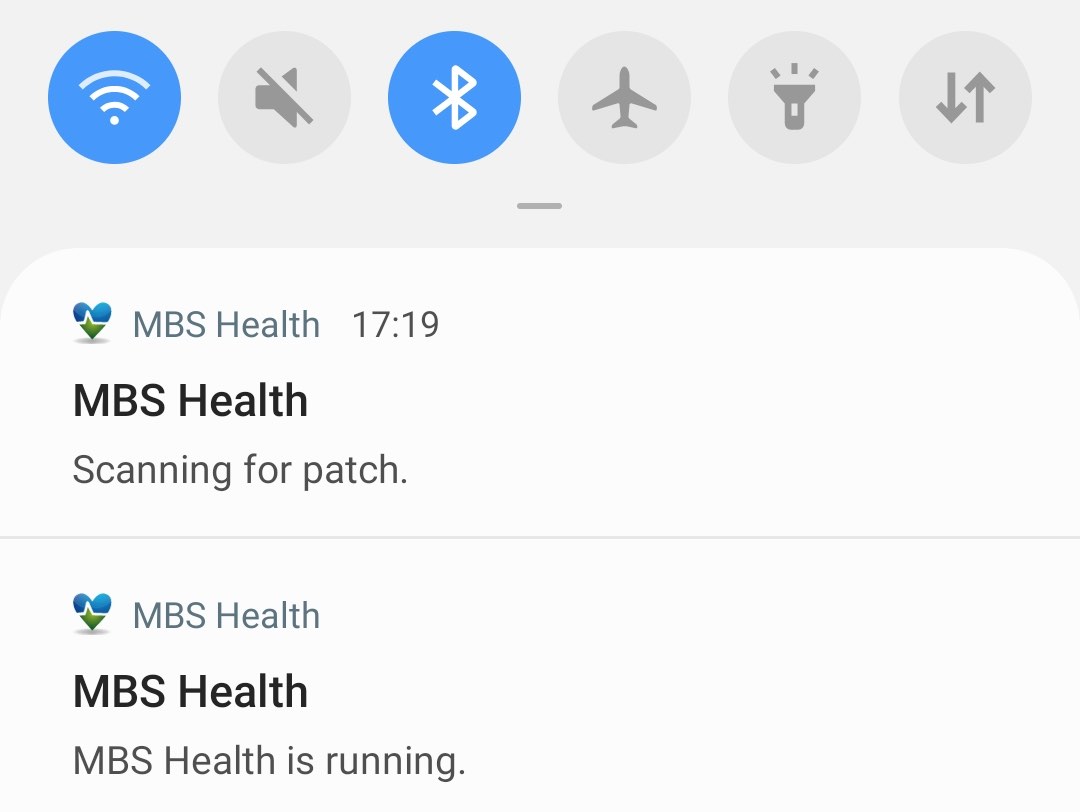 MBS Health 17:19
MBS Health
Scanning for patch.
MBS Health
MBS Health
MBS Health is running.